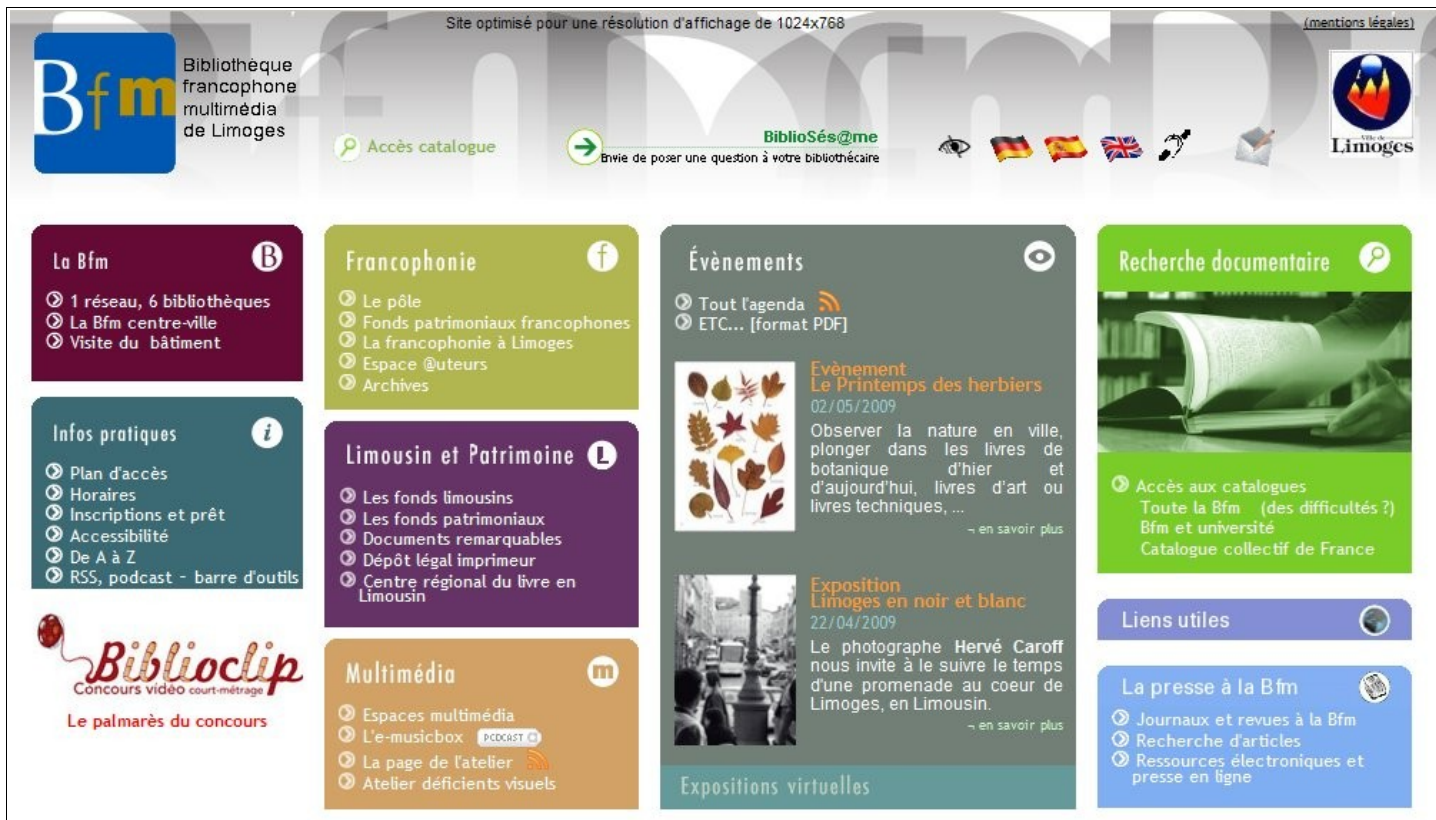 Site optimisé pour une résolution d'affichage de 1024x768
(mentions légales)
Bfm
Bibliothèque
francophone
multimédia
de Limoges
Accès catalogue
BiblioSés@me
Envie de poser une question à votre bibliothécaire
Ville de
Limoges
La Bfm
B
1 réseau, 6 bibliothèques
La Bfm centre-ville
Visite du bâtiment
Infos pratiques
i
Plan d'accès
Horaires
Inscriptions et prêt
Accessibilité
De A à Z
RSS, podcast - barre d'outils
Biblioclip
Concours vidéo court-métrage
Le palmarès du concours
Francophonie
f
Le pôle
Fonds patrimoniaux francophones
La francophonie à Limoges
Espace @uteurs
Archives
Limousin et Patrimoine
L
Les fonds limousins
Les fonds patrimoniaux
Documents remarquables
Dépôt légal imprimeur
Centre régional du livre en
Limousin
Multimédia
m
Espaces multimédia
L'e-musicbox PODCAST
La page de l'atelier
Atelier déficients visuels
Évènements
Tout l'agenda
ETC... [format PDF]
Evènement
Le Printemps des herbiers
02/05/2009
Observer la nature en ville,
plonger dans les livres de
botanique d'hier et
d'aujourd'hui, livres d'art ou
livres techniques, ...
¬ en savoir plus
Exposition
Limoges en noir et blanc
22/04/2009
Le photographe Hervé Caroff
nous invite à le suivre le temps
d'une promenade au coeur de
Limoges, en Limousin.
¬ en savoir plus
Expositions virtuelles
Recherche documentaire
Accès aux catalogues
Toute la Bfm (des difficultés ?)
Bfm et université
Catalogue collectif de France
Liens utiles
La presse à la Bfm
Journaux et revues à la Bfm
Recherche d'articles
Ressources électroniques et
presse en ligne